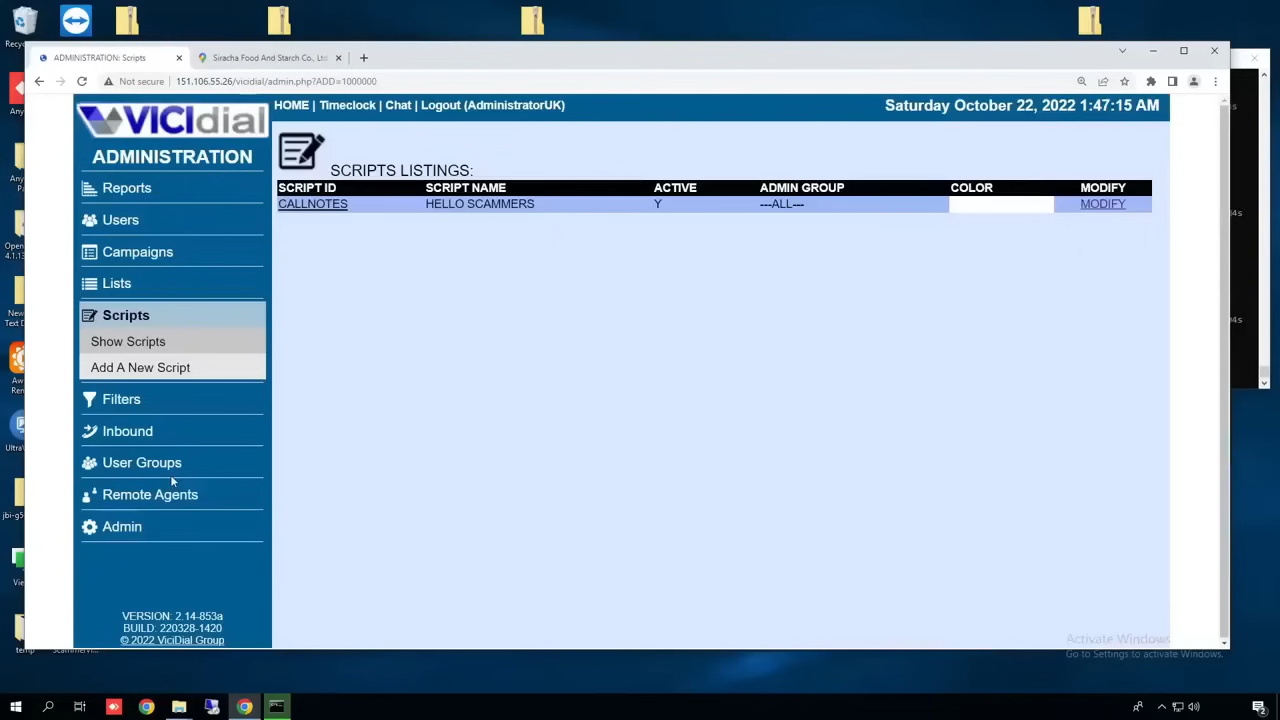 ADMINISTRATION: Scripts
Siracha Food And Starch Co., Ltd
Not secure
151.106.55.26/vicidial/admin.php?ADD=1000000
VICIdial
ADMINISTRATION
Reports
Users
Campaigns
Lists
Scripts
Show Scripts
Add A New Script
Filters
Inbound
User Groups
Remote Agents
Admin
VERSION: 2.14-853a
BUILD: 220328-1420
© 2022 ViciDial Group
HOME | Timeclock | Chat | Logout (AdministratorUK)
Saturday October 22, 2022 1:47:15 AM
SCRIPTS LISTINGS:
SCRIPT ID SCRIPT NAME ACTIVE ADMIN GROUP COLOR MODIFY
CALLNOTES HELLO SCAMMERS Y ---ALL--- MODIFY
Activate Windows
Go to Settings to activate Windows.